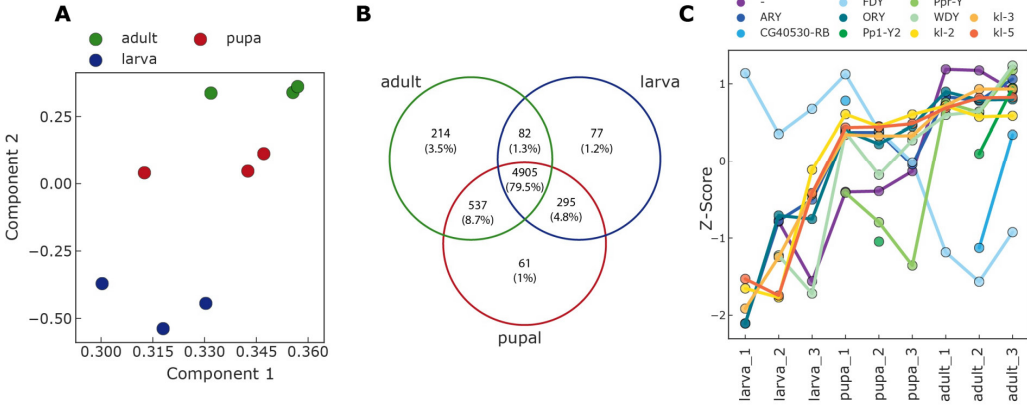 A
adult
pupa
larva
0.25
0.00
−0.25
−0.50
0.300
0.315
0.330
0.345
0.360
Component 1
Component 2
B
adult
larva
214
(3.5%)
82
(1.3%)
77
(1.2%)
4905
(79.5%)
537
(8.7%)
295
(4.8%)
61
(1%)
pupal
C
-
FDY
Ppr-Y
ARY
ORY
WDY
kl-3
CG40530-RB
Pp1-Y2
kl-2
kl-5
1
0
−1
−2
Z-Score
larva_1
larva_2
larva_3
pupa_1
pupa_2
pupa_3
adult_1
adult_2
adult_3